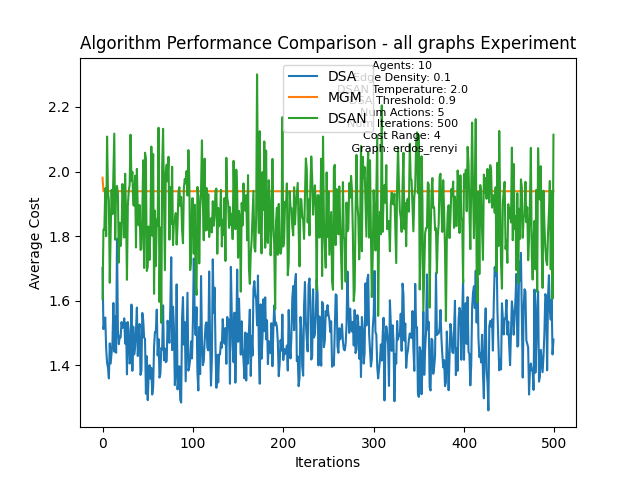 Algorithm Performance Comparison - all graphs Experiment
Agents: 10
Edge Density: 0.1
DSAN Temperature: 2.0
DSA Threshold: 0.9
Num Actions: 5
Num Iterations: 500
Cost Range: 4
Graph: erdos_renyi
DSA
MGM
DSAN
Average Cost
2.2
2.0
1.8
1.6
1.4
0
100
200
300
400
500
Iterations